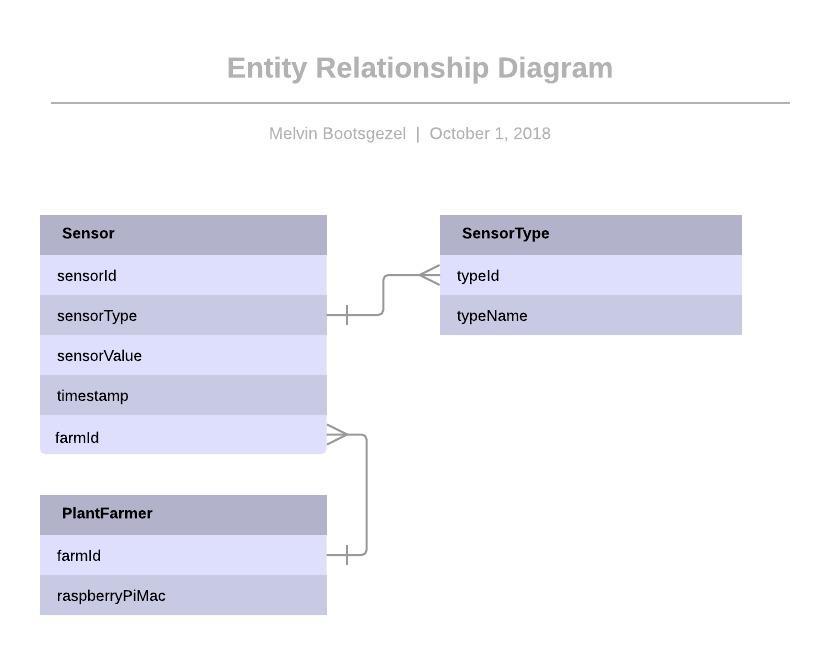 Entity Relationship Diagram
Melvin Bootsgezel | October 1, 2018
Sensor
sensorId
sensorType
sensorValue
timestamp
farmId
SensorType
typeId
typeName
PlantFarmer
farmId
raspberryPiMac